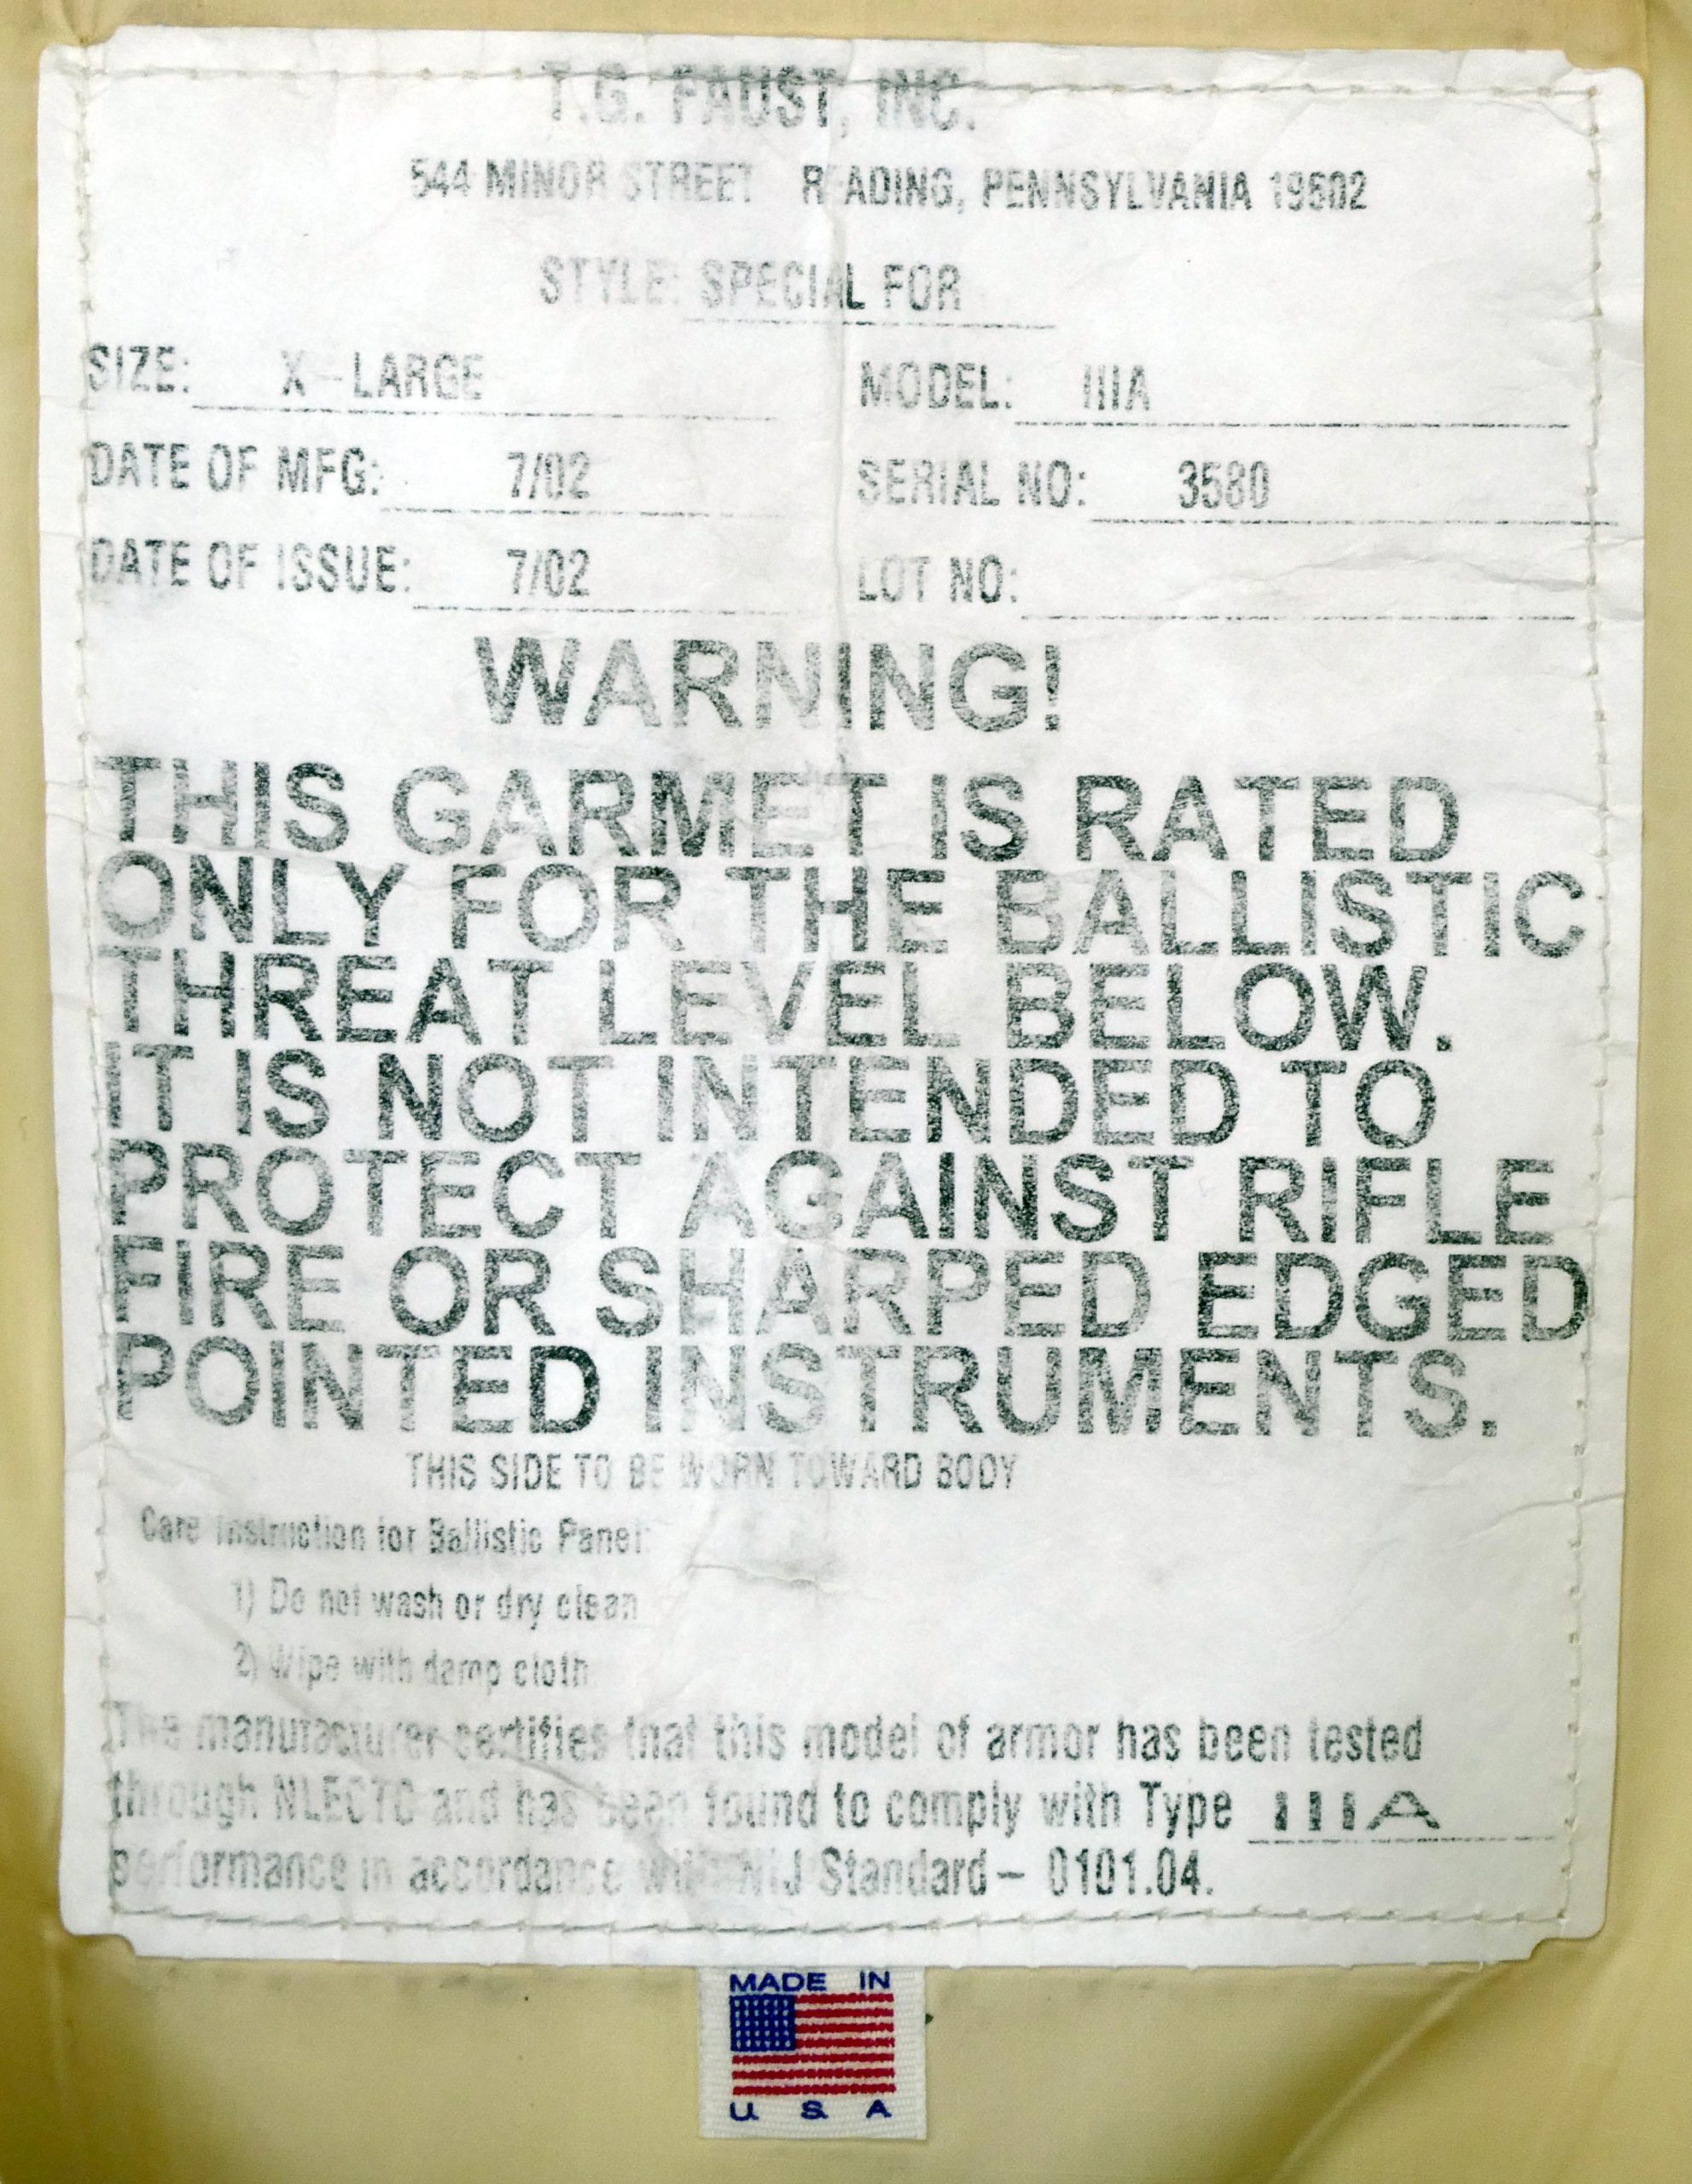 T.G. FAUST, INC.
544 MINOR STREET READING, PENNSYLVANIA 19602
STYLE: SPECIAL FOR
SIZE: X-LARGE MODEL: IIIA
DATE OF MFG: 7/02 SERIAL NO: 3580
DATE OF ISSUE: 7/02 LOT NO:
WARNING!
THIS GARMET IS RATED
ONLY FOR THE BALLISTIC
THREAT LEVEL BELOW.
IT IS NOT INTENDED TO
PROTECT AGAINST RIFLE
FIRE OR SHARPED EDGED
POINTED INSTRUMENTS.
THIS SIDE TO BE WORN TOWARD BODY
Care Instruction for Ballistic Panel:
1) Do not wash or dry clean
2) Wipe with damp cloth
The manufacturer certifies that this model of armor has been tested
through NLECTC and has been found to comply with Type IIIA
performance in accordance with NIJ Standard - 0101.04.
MADE IN
U S A